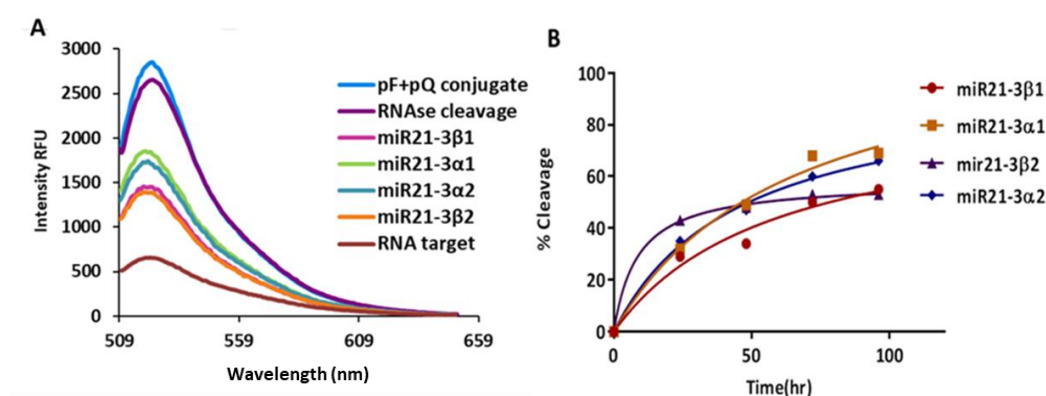 A
3000
2500
2000
1500
1000
500
0
Intensity RFU
509 559 609 659
Wavelength (nm)
pF+pQ conjugate
RNAse cleavage
miR21-3β1
miR21-3α1
miR21-3α2
miR21-3β2
RNA target
B
100
80
60
40
20
0
% Cleavage
0 50 100
Time(hr)
miR21-3β1
miR21-3α1
mir21-3β2
miR21-3α2